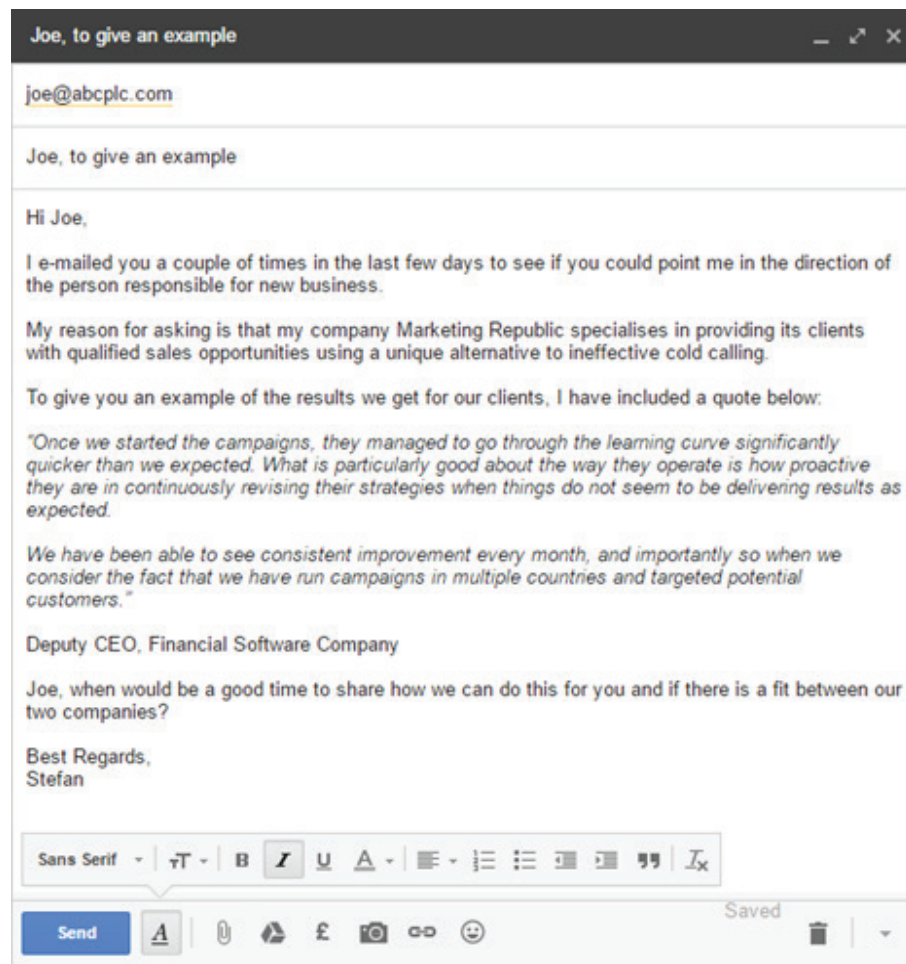 Joe, to give an example
joe@abcplc.com
Joe, to give an example
Hi Joe,
I e-mailed you a couple of times in the last few days to see if you could point me in the direction of
the person responsible for new business.
My reason for asking is that my company Marketing Republic specialises in providing its clients
with qualified sales opportunities using a unique alternative to ineffective cold calling.
To give you an example of the results we get for our clients, I have included a quote below:
"Once we started the campaigns, they managed to go through the learning curve significantly
quicker than we expected. What is particularly good about the way they operate is how proactive
they are in continuously revising their strategies when things do not seem to be delivering results as
expected.
We have been able to see consistent improvement every month, and importantly so when we
consider the fact that we have run campaigns in multiple countries and targeted potential
customers."
Deputy CEO, Financial Software Company
Joe, when would be a good time to share how we can do this for you and if there is a fit between our
two companies?
Best Regards,
Stefan
Sans Serif TT B I U A Tx
Saved
Send A £